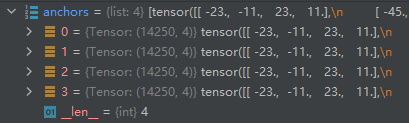 anchors = {list: 4} [tensor([[ -23., -11., 23., 11.],\n [ -45.,
0 = {Tensor: (14250, 4)} tensor([[ -23., -11., 23., 11.],\n
1 = {Tensor: (14250, 4)} tensor([[ -23., -11., 23., 11.],\n
2 = {Tensor: (14250, 4)} tensor([[ -23., -11., 23., 11.],\n
3 = {Tensor: (14250, 4)} tensor([[ -23., -11., 23., 11.],\n
01 __len__ = {int} 4